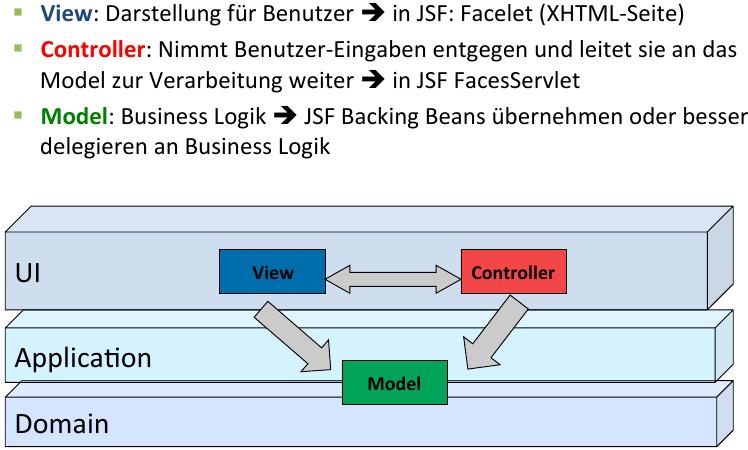 View: Darstellung für Benutzer ➔ in JSF: Facelet (XHTML-Seite)
Controller: Nimmt Benutzer-Eingaben entgegen und leitet sie an das
Model zur Verarbeitung weiter ➔ in JSF FacesServlet
Model: Business Logik ➔ JSF Backing Beans übernehmen oder besser
delegieren an Business Logik
UI
View
Controller
Application
Model
Domain